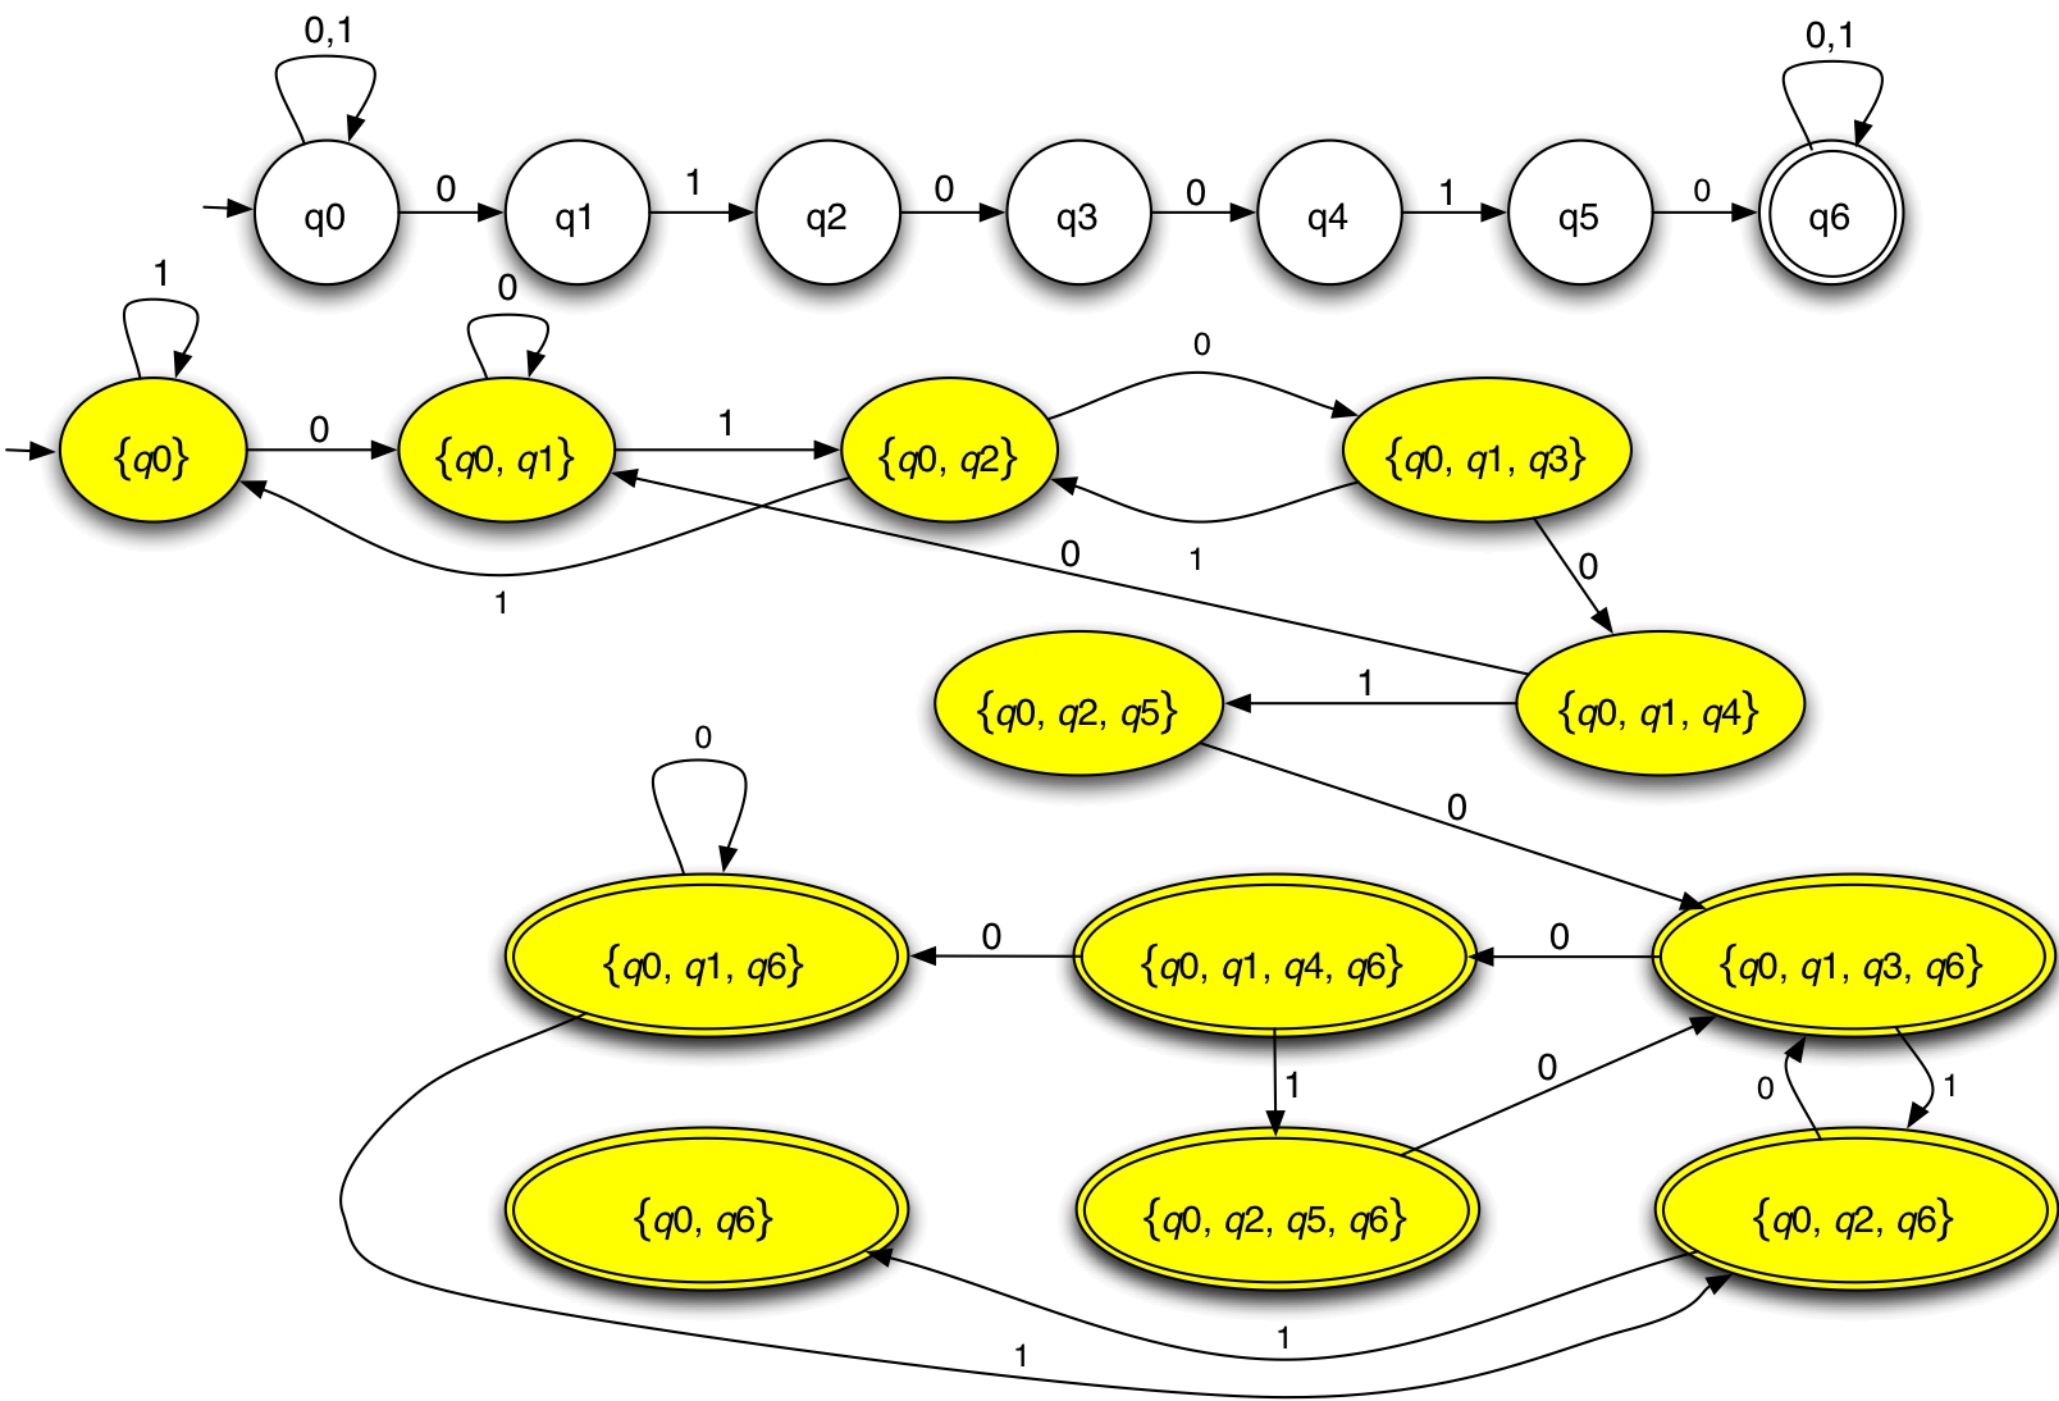 0,1
0,1
q0
0
q1
1
q2
0
q3
0
q4
1
q5
0
q6
1
0
0
{q0}
0
{q0, q1}
1
{q0, q2}
{q0, q1, q3}
0
1
0
1
{q0, q2, q5}
1
{q0, q1, q4}
0
0
{q0, q1, q6}
0
{q0, q1, q4, q6}
0
{q0, q1, q3, q6}
1
0
0
1
{q0, q6}
{q0, q2, q5, q6}
{q0, q2, q6}
1
1